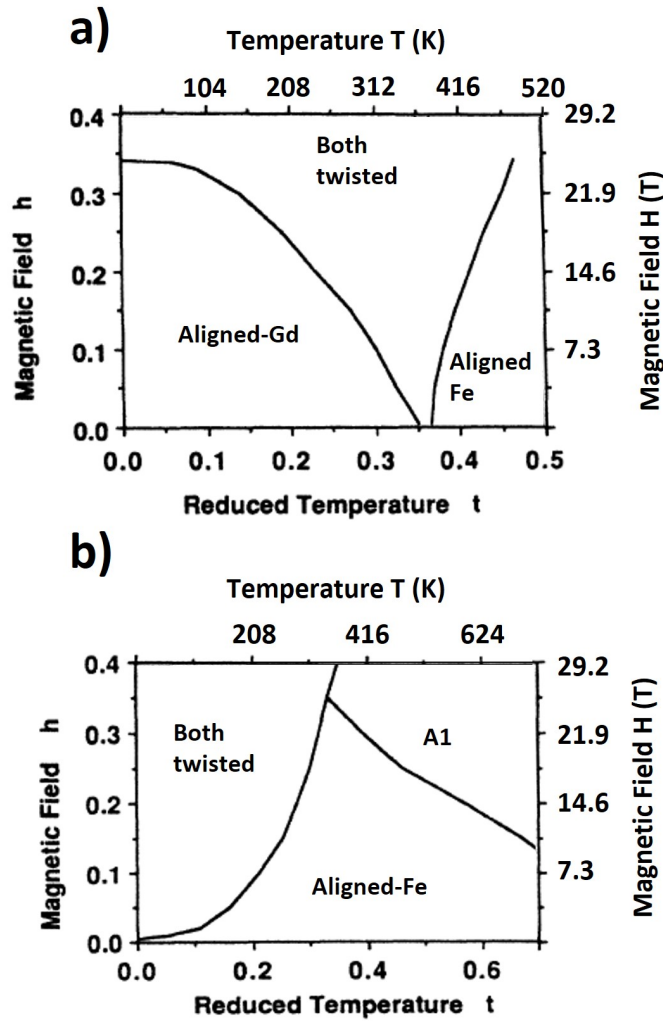 a)
Temperature T (K)
104 208 312 416 520
0.4 29.2
Both
twisted
0.3 21.9
0.2 14.6
Aligned-Gd
0.1 7.3
Aligned
Fe
0.0
0.0 0.1 0.2 0.3 0.4 0.5
Reduced Temperature t
Magnetic Field h
Magnetic Field H (T)
b)
Temperature T (K)
208 416 624
0.4 29.2
Both
twisted
A1
0.3 21.9
0.2 14.6
0.1 7.3
Aligned-Fe
0.0
0.0 0.2 0.4 0.6
Reduced Temperature t
Magnetic Field h
Magnetic Field H (T)